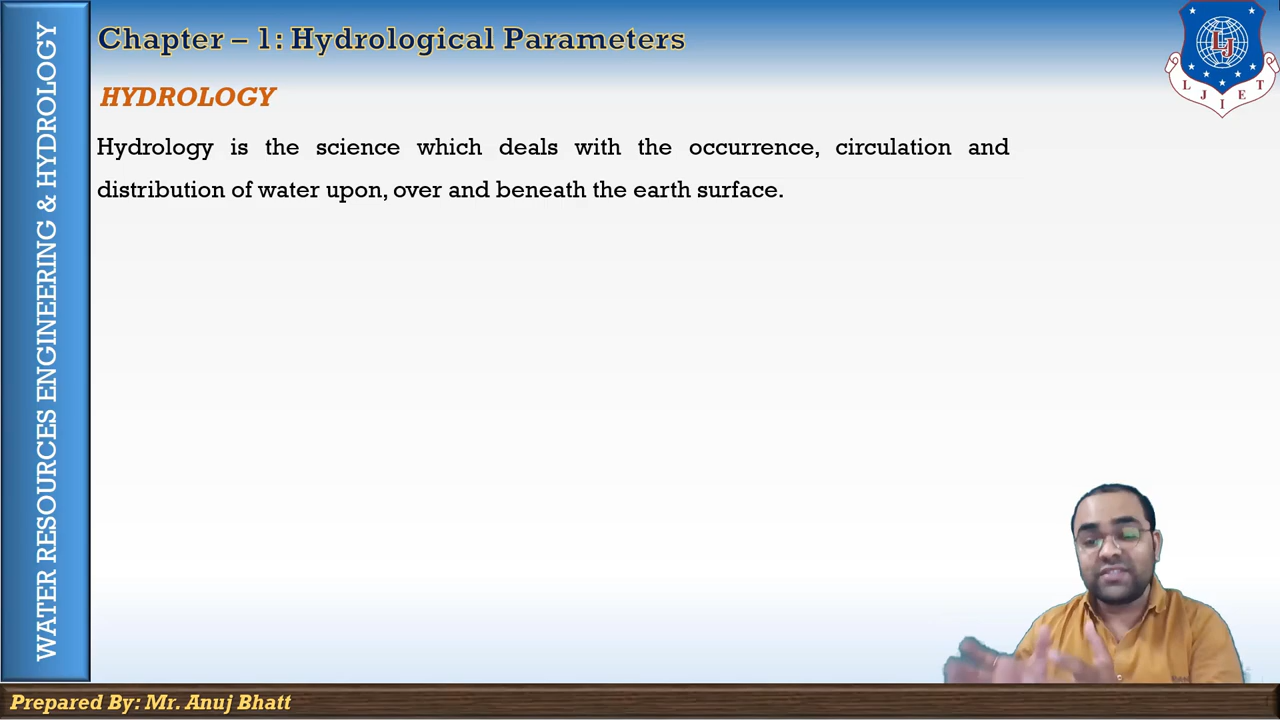 Chapter – 1: Hydrological Parameters
HYDROLOGY
Hydrology is the science which deals with the occurrence, circulation and
distribution of water upon, over and beneath the earth surface.
WATER RESOURCES ENGINEERING & HYDROLOGY
LJ
L J I E T
Prepared By: Mr. Anuj Bhatt